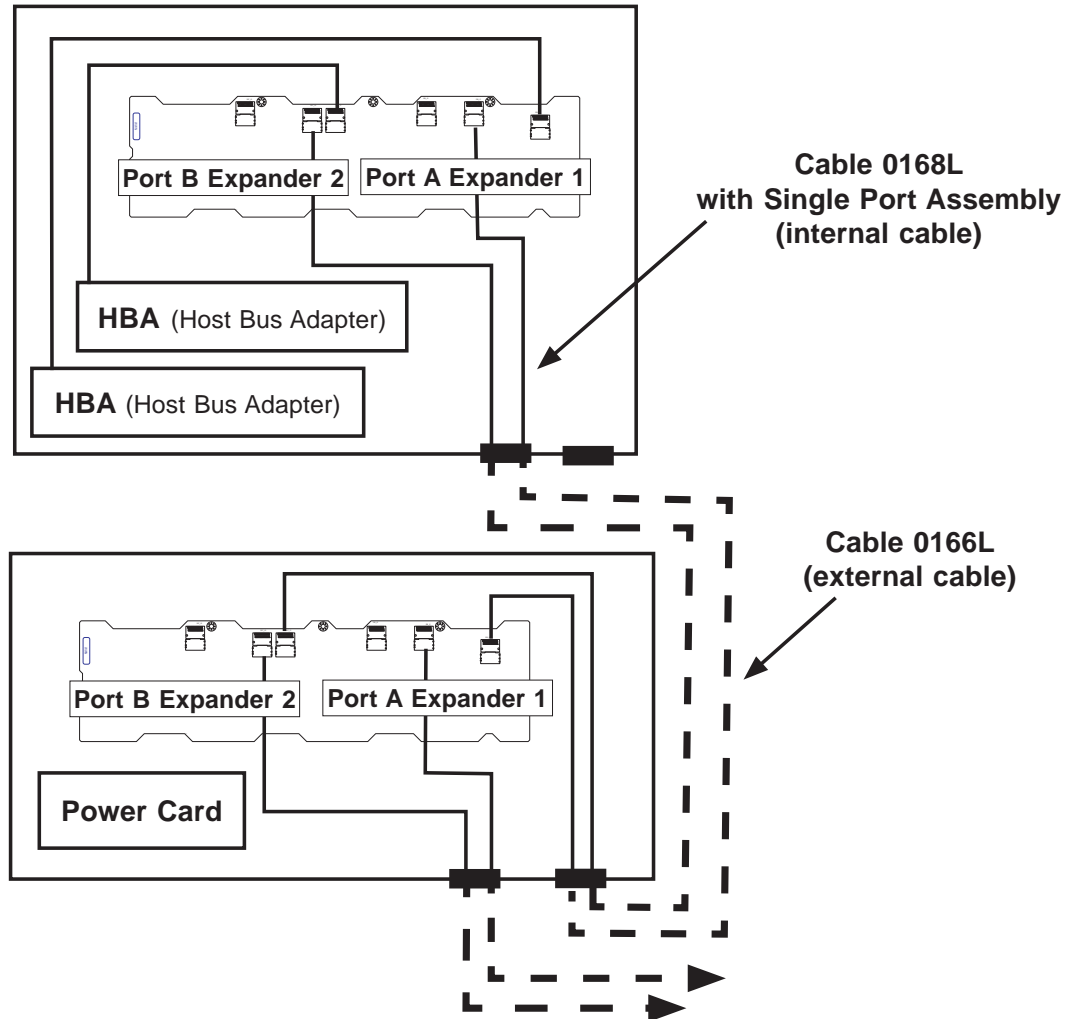 Port B Expander 2
Port A Expander 1
Cable 0168L
with Single Port Assembly
(internal cable)
HBA (Host Bus Adapter)
HBA (Host Bus Adapter)
Cable 0166L
(external cable)
Port B Expander 2
Port A Expander 1
Power Card